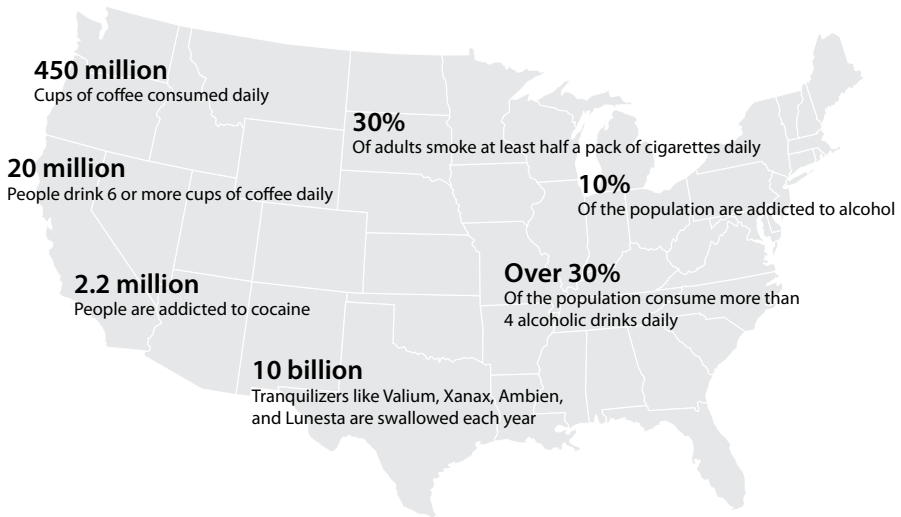 450 million
Cups of coffee consumed daily
30%
Of adults smoke at least half a pack of cigarettes daily
20 million
People drink 6 or more cups of coffee daily
10%
Of the population are addicted to alcohol
2.2 million
People are addicted to cocaine
Over 30%
Of the population consume more than
4 alcoholic drinks daily
10 billion
Tranquilizers like Valium, Xanax, Ambien,
and Lunesta are swallowed each year